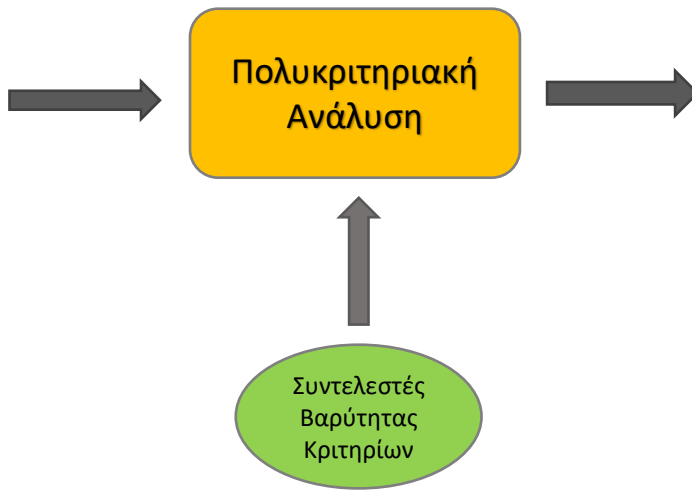 Πολυκριτηριακή
Ανάλυση
Συντελεστές
Βαρύτητας
Κριτηρίων